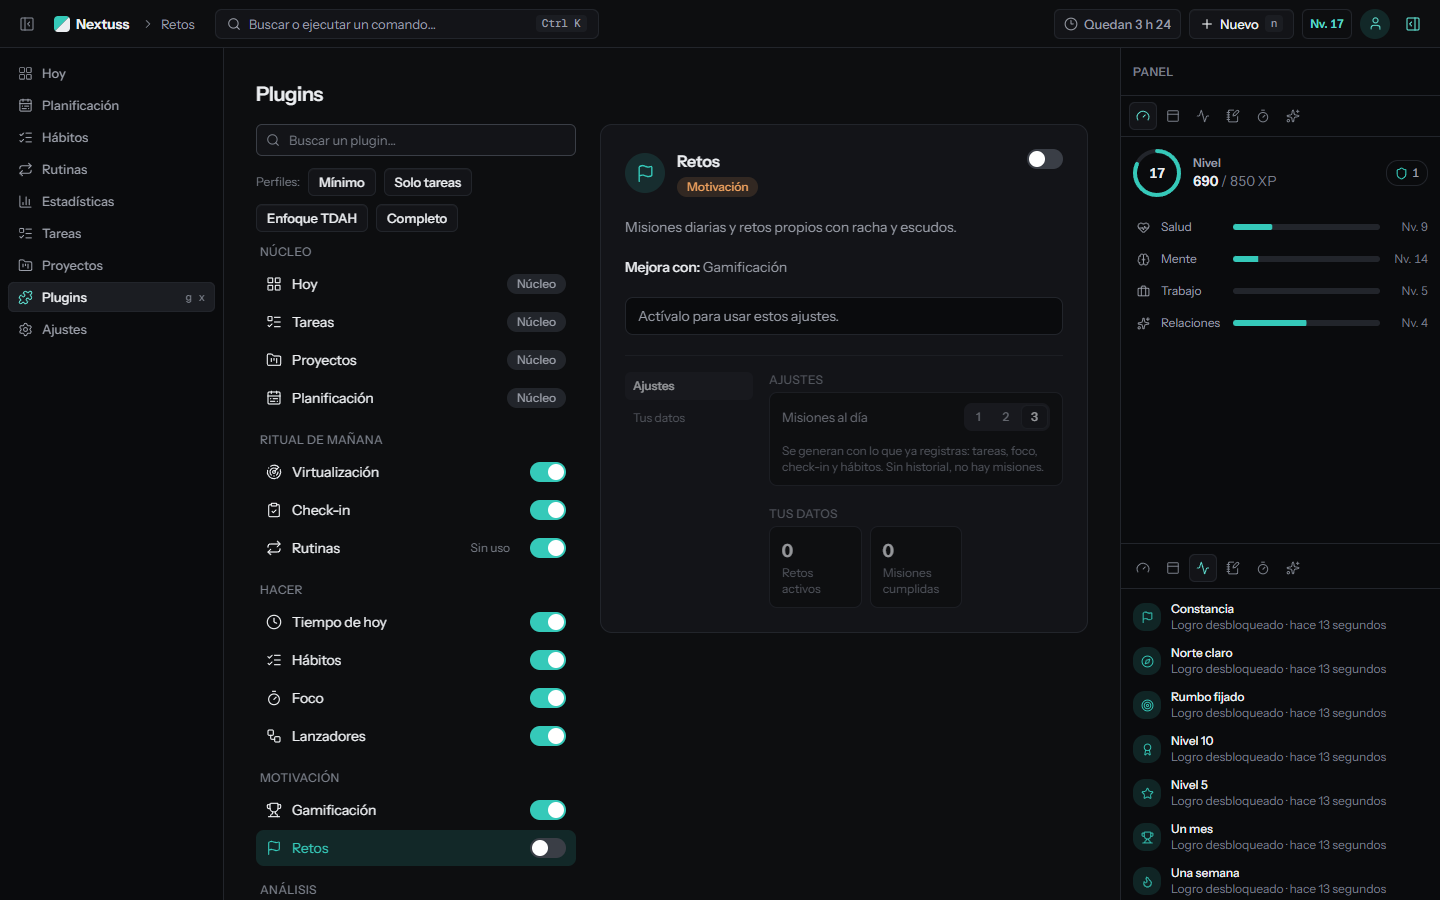 Nextuss
Retos
Buscar o ejecutar un comando...
Ctrl K
Quedan 3 h 24
Nuevo
n
Nv. 17
Hoy
Planificación
Hábitos
Rutinas
Estadísticas
Tareas
Proyectos
Plugins
g x
Ajustes
Plugins
Buscar un plugin...
Perfiles:
Mínimo
Solo tareas
Enfoque TDAH
Completo
NÚCLEO
Hoy
Núcleo
Tareas
Núcleo
Proyectos
Núcleo
Planificación
Núcleo
RITUAL DE MAÑANA
Virtualización
Check-in
Rutinas
Sin uso
HACER
Tiempo de hoy
Hábitos
Foco
Lanzadores
MOTIVACIÓN
Gamificación
Retos
ANÁLISIS
Retos
Motivación
Misiones diarias y retos propios con racha y escudos.
Mejora con: Gamificación
Actívalo para usar estos ajustes.
Ajustes
Tus datos
AJUSTES
Misiones al día
1 2 3
Se generan con lo que ya registras: tareas, foco,
check-in y hábitos. Sin historial, no hay misiones.
TUS DATOS
0
Retos
activos
0
Misiones
cumplidas
PANEL
17
Nivel
690 / 850 XP
1
Salud
Nv. 9
Mente
Nv. 14
Trabajo
Nv. 5
Relaciones
Nv. 4
Constancia
Logro desbloqueado · hace 13 segundos
Norte claro
Logro desbloqueado · hace 13 segundos
Rumbo fijado
Logro desbloqueado · hace 13 segundos
Nivel 10
Logro desbloqueado · hace 13 segundos
Nivel 5
Logro desbloqueado · hace 13 segundos
Un mes
Logro desbloqueado · hace 13 segundos
Una semana
Logro desbloqueado · hace 13 segundos